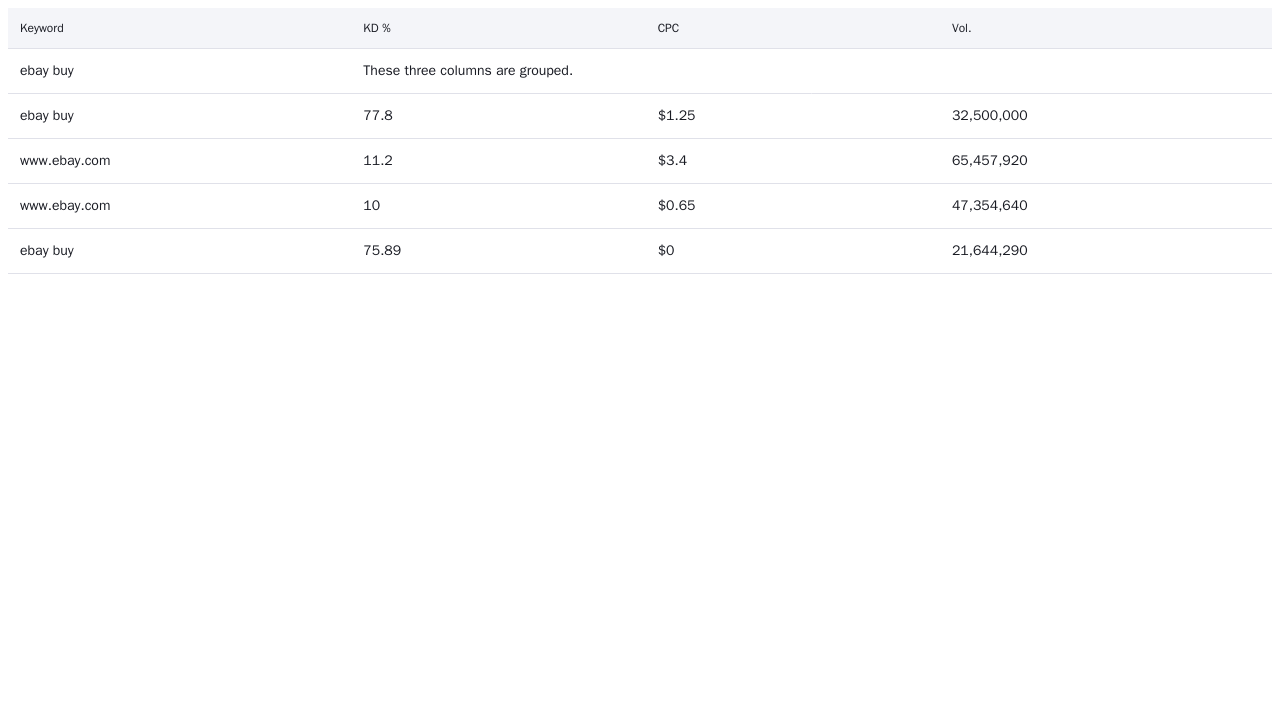 Keyword KD % CPC Vol.
ebay buy These three columns are grouped.
ebay buy 77.8 $1.25 32,500,000
www.ebay.com 11.2 $3.4 65,457,920
www.ebay.com 10 $0.65 47,354,640
ebay buy 75.89 $0 21,644,290